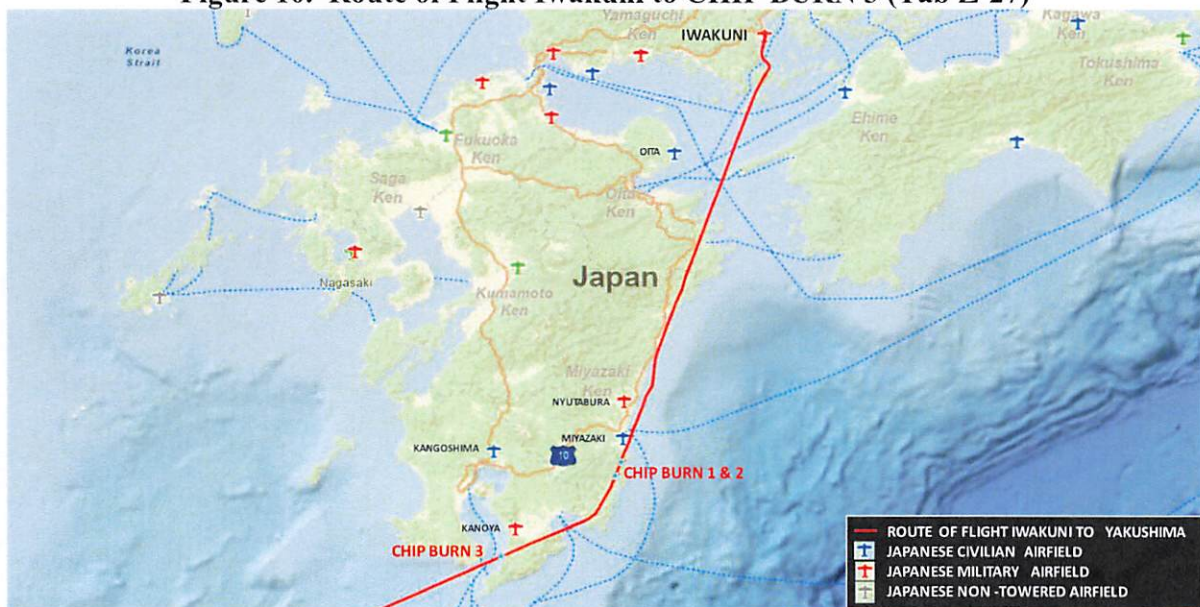 Figure 10. Route of Flight Iwakuni to CHIP BURN 3 (Tab Z-27)
Yamaguchi
Ken
IWAKUNI
Kagawa
Ken
Korea
Strait
Tokushima
Ken
Ehime
Ken
Fukuoka
Ken
OITA
Saga
Ken
Oita
Ken
Nagasaki
Japan
Kumamoto
Ken
Miyazaki
Ken
NYUTABURA
MIYAZAKI
KANGOSHIMA
10
CHIP BURN 1 & 2
KANOYA
CHIP BURN 3
ROUTE OF FLIGHT IWAKUNI TO YAKUSHIMA
JAPANESE CIVILIAN AIRFIELD
JAPANESE MILITARY AIRFIELD
JAPANESE NON -TOWERED AIRFIELD